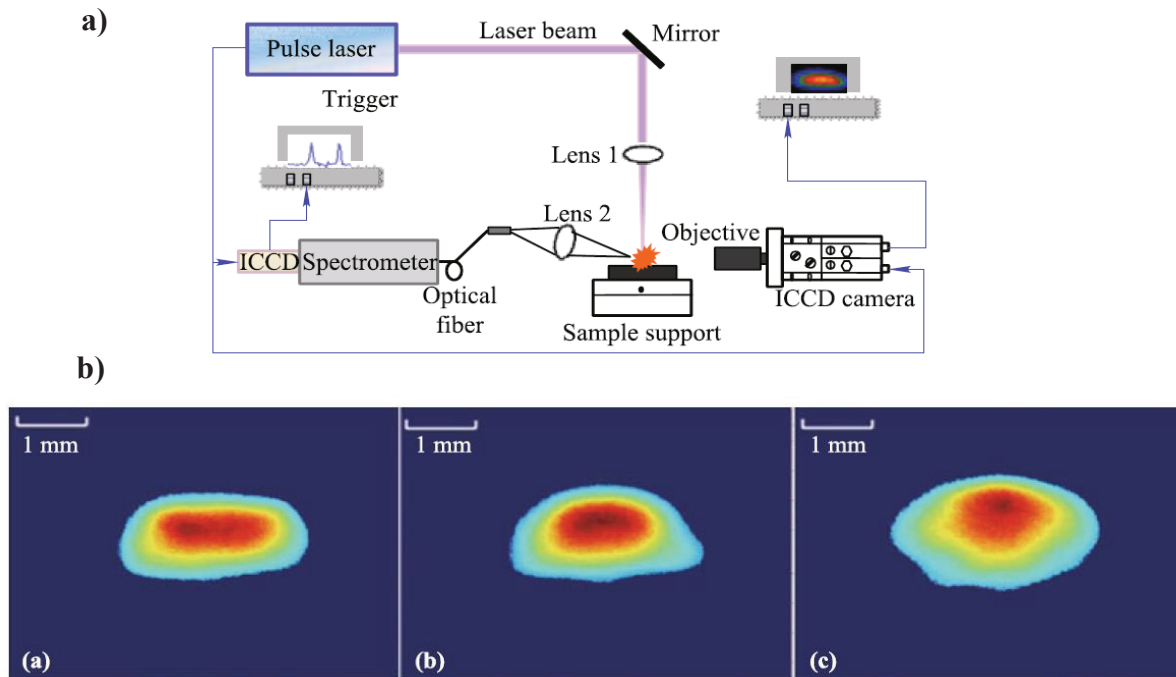 a)
Pulse laser
Laser beam
Mirror
Trigger
Lens 1
Lens 2
Objective
ICCD
Spectrometer
Optical
fiber
ICCD camera
Sample support
b)
1 mm
1 mm
1 mm
(a)
(b)
(c)